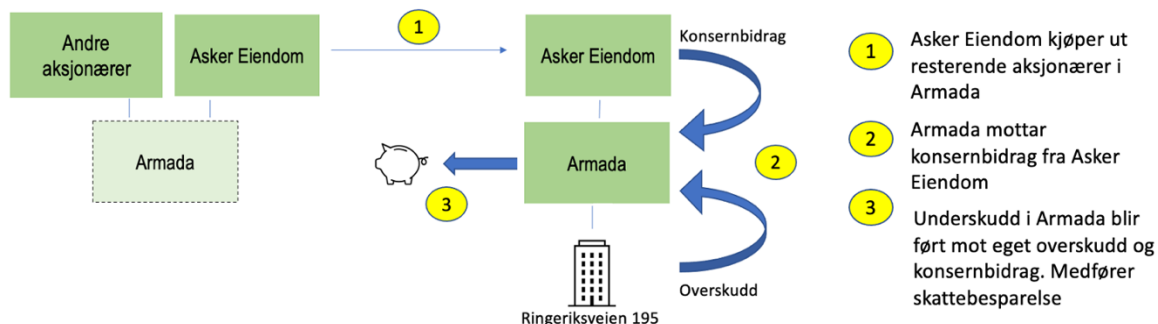 Andre
aksjonærer
Asker Eiendom
Armada
1
Asker Eiendom
Konsernbidrag
Armada
2
3
Overskudd
Ringeriksveien 195
1
Asker Eiendom kjøper ut
resterende aksjonærer i
Armada
2
Armada mottar
konsernbidrag fra Asker
Eiendom
3
Underskudd i Armada blir
ført mot eget overskudd og
konsernbidrag. Medfører
skattebesparelse